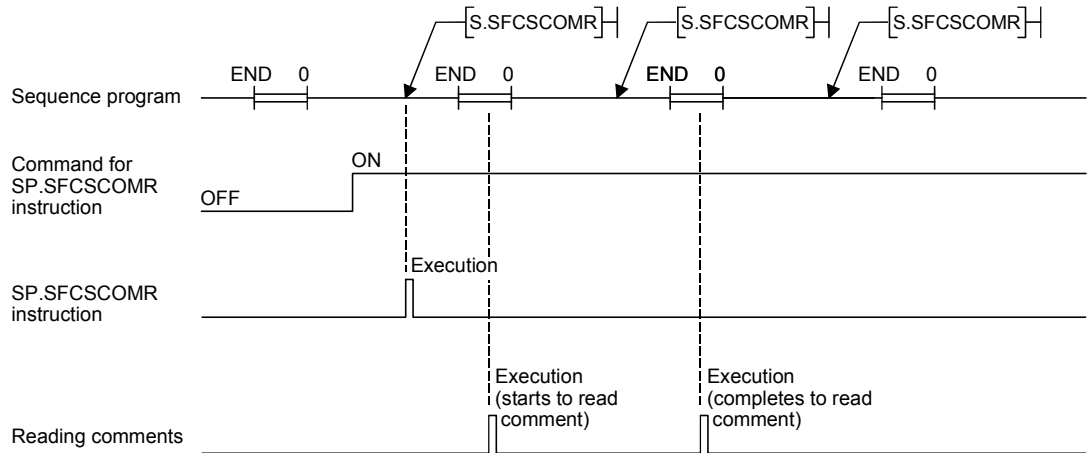 [S.SFCSCOMR] [S.SFCSCOMR] [S.SFCSCOMR]
END 0 END 0 END 0 END 0
Sequence program
Command for
SP.SFCSCOMR
instruction
ON
OFF
Execution
SP.SFCSCOMR
instruction
Execution
(starts to read
comment)
Execution
(completes to read
comment)
Reading comments